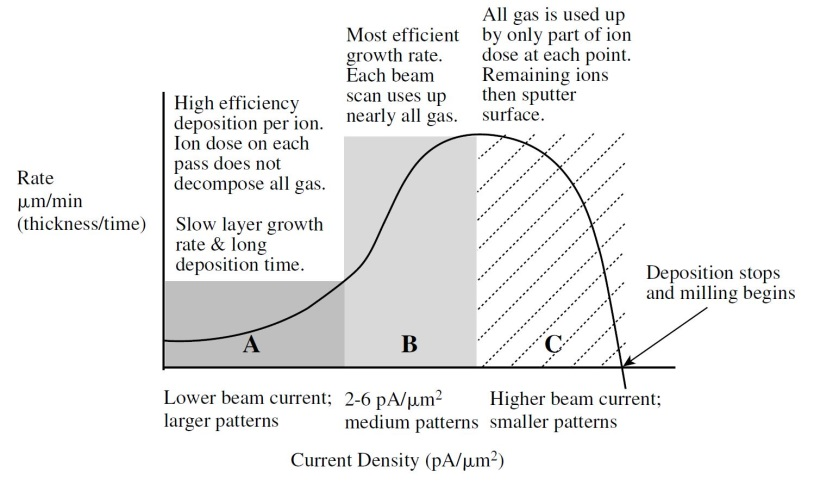 All gas is used up
by only part of ion
dose at each point.
Remaining ions
then sputter
surface.
Most efficient
growth rate.
Each beam
scan uses up
nearly all gas.
High efficiency
deposition per ion.
Ion dose on each
pass does not
decompose all gas.
Slow layer growth
rate & long
deposition time.
Rate
μm/min
(thickness/time)
Deposition stops
and milling begins
A
B
C
Lower beam current;
larger patterns
2-6 pA/μm²
medium patterns
Higher beam current;
smaller patterns
Current Density (pA/μm²)